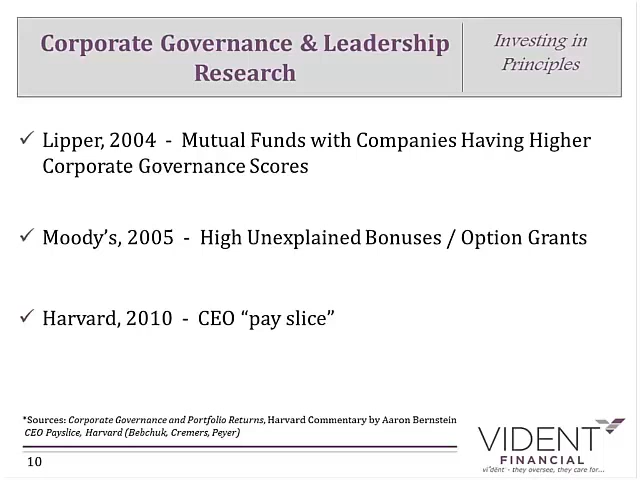 Corporate Governance & Leadership
Research
Investing in
Principles
✓ Lipper, 2004 - Mutual Funds with Companies Having Higher
Corporate Governance Scores
✓ Moody's, 2005 - High Unexplained Bonuses / Option Grants
✓ Harvard, 2010 - CEO “pay slice”
*Sources: Corporate Governance and Portfolio Returns, Harvard Commentary by Aaron Bernstein
CEO Payslice, Harvard (Bebchuk, Cremers, Peyer)
10
VIDENT
FINANCIAL
vi'dént - they oversee, they care for...